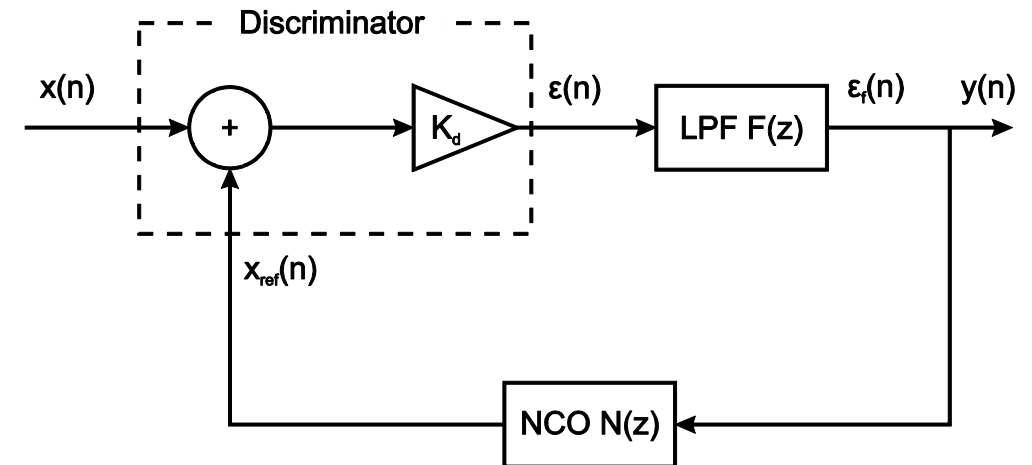 Discriminator
x(n)
+
K_d
ε(n)
LPF F(z)
ε_f(n)
y(n)
x_ref(n)
NCO N(z)